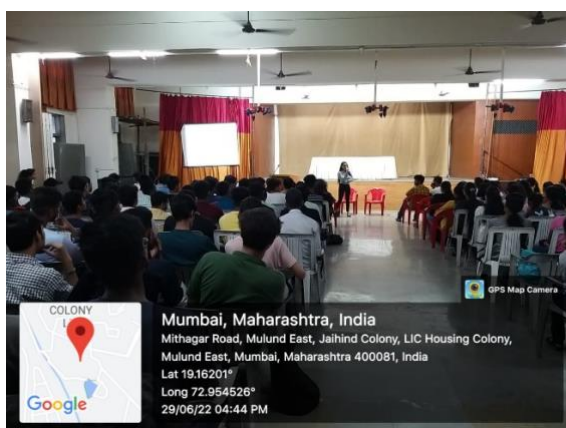 GPS Map Camera
COLONY
Google
Mumbai, Maharashtra, India
Mithagar Road, Mulund East, Jaihind Colony, LIC Housing Colony,
Mulund East, Mumbai, Maharashtra 400081, India
Lat 19.16201°
Long 72.954526°
29/06/22 04:44 PM